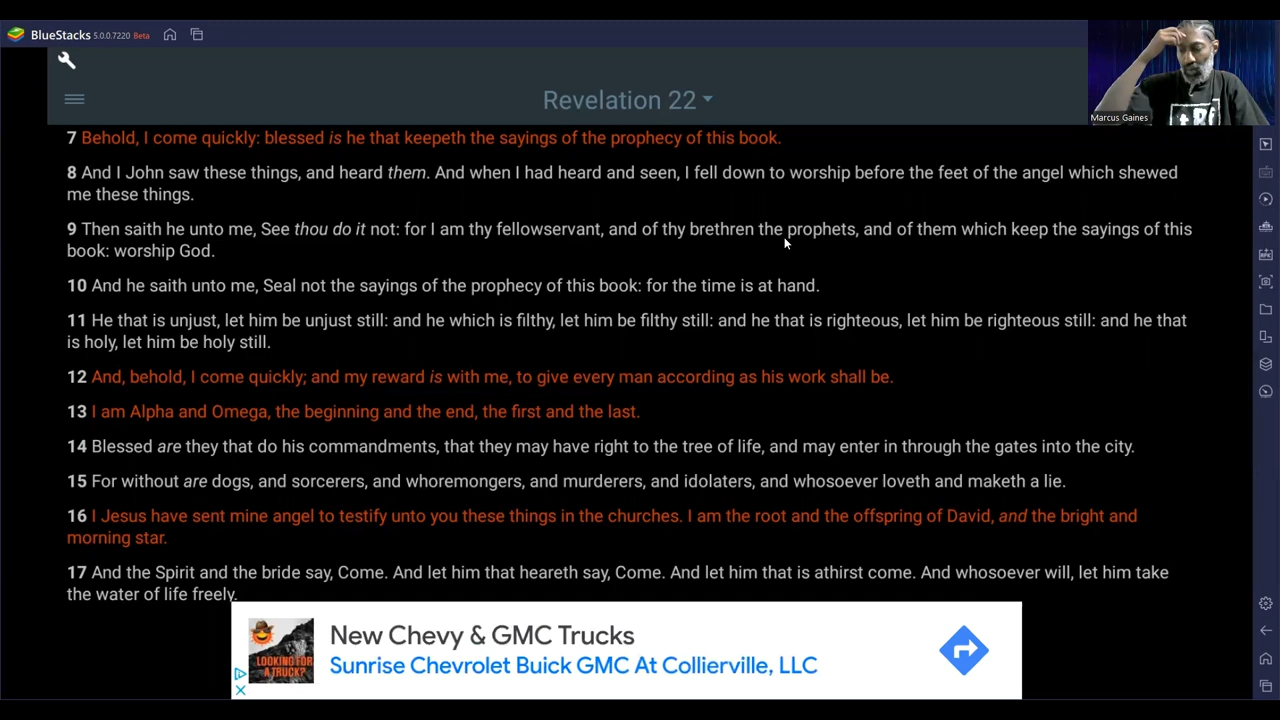 BlueStacks 5.0.0.7220 Beta
Marcus Gaines
Revelation 22
7 Behold, I come quickly: blessed is he that keepeth the sayings of the prophecy of this book.
8 And I John saw these things, and heard them. And when I had heard and seen, I fell down to worship before the feet of the angel which shewed
me these things.
9 Then saith he unto me, See thou do it not: for I am thy fellowservant, and of thy brethren the prophets, and of them which keep the sayings of this
book: worship God.
10 And he saith unto me, Seal not the sayings of the prophecy of this book: for the time is at hand.
11 He that is unjust, let him be unjust still: and he which is filthy, let him be filthy still: and he that is righteous, let him be righteous still: and he that
is holy, let him be holy still.
12 And, behold, I come quickly; and my reward is with me, to give every man according as his work shall be.
13 I am Alpha and Omega, the beginning and the end, the first and the last.
14 Blessed are they that do his commandments, that they may have right to the tree of life, and may enter in through the gates into the city.
15 For without are dogs, and sorcerers, and whoremongers, and murderers, and idolaters, and whosoever loveth and maketh a lie.
16 I Jesus have sent mine angel to testify unto you these things in the churches. I am the root and the offspring of David, and the bright and
morning star.
17 And the Spirit and the bride say, Come. And let him that heareth say, Come. And let him that is athirst come. And whosoever will, let him take
the water of life freely.
LOOKING FOR
A TRUCK?
New Chevy & GMC Trucks
Sunrise Chevrolet Buick GMC At Collierville, LLC